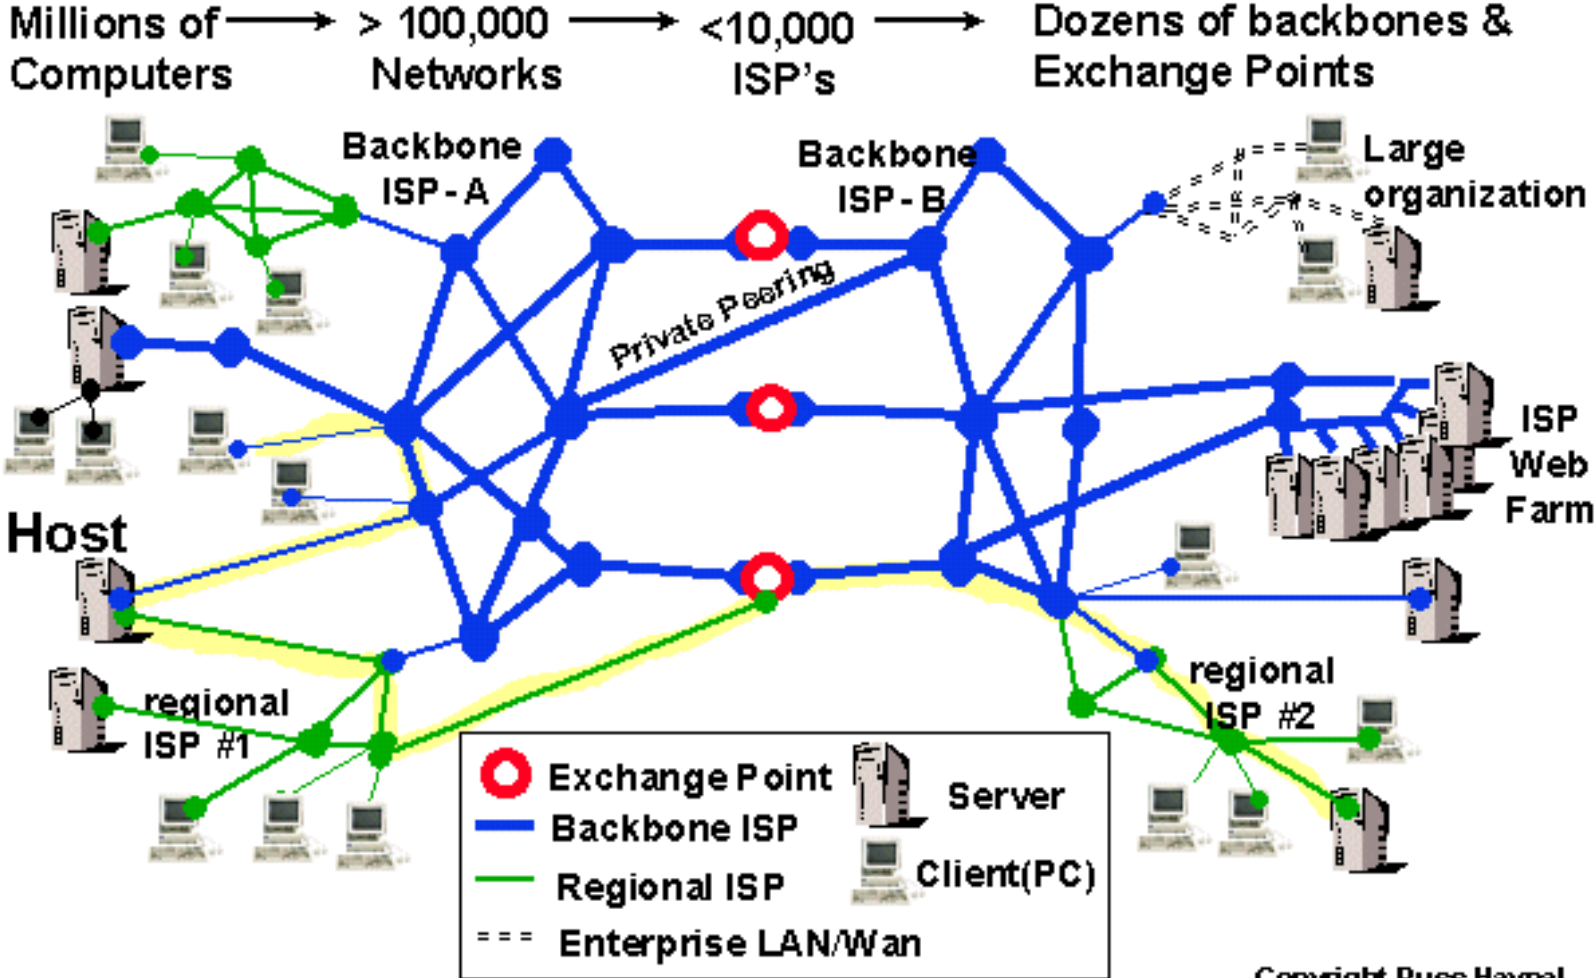 Millions of Computers
> 100,000 Networks
<10,000 ISP's
Dozens of backbones & Exchange Points
Backbone ISP - A
Backbone ISP - B
Large organization
Private Peering
ISP Web Farm
Host
regional ISP #1
regional ISP #2
Exchange Point
Backbone ISP
Regional ISP
Enterprise LAN/Wan
Server
Client(PC)